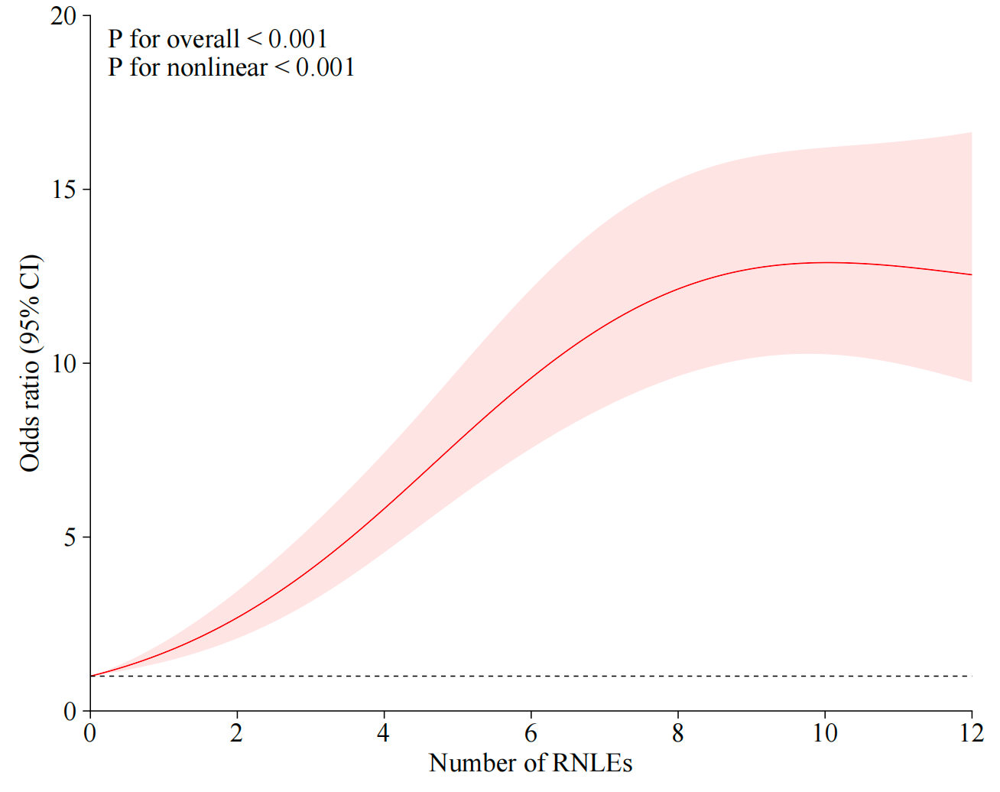 20
P for overall < 0.001
P for nonlinear < 0.001
15
10
5
0
Odds ratio (95% CI)
0 2 4 6 8 10 12
Number of RNLEs